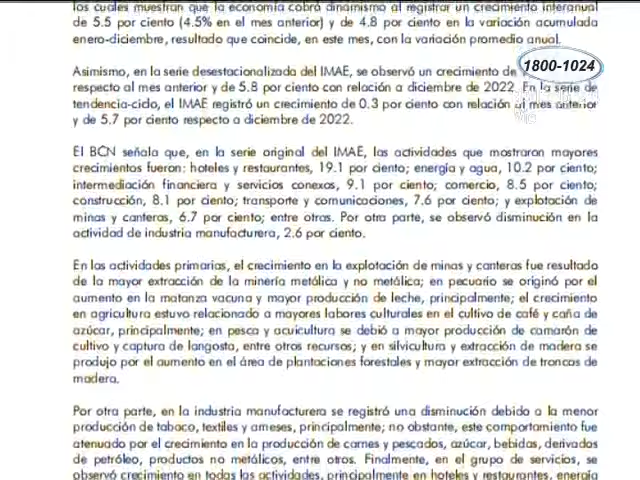 los cuales muestran que la economía cobró dinamismo al registrar un crecimiento interanual
de 5.5 por ciento (4.5% en el mes anterior) y de 4.8 por ciento en la variación acumulada
enero-diciembre, resultado que coincide, en este mes, con la variación promedio anual.
1800-1024
Asimismo, en la serie desestacionalizada del IMAE, se observó un crecimiento de
respecto al mes anterior y de 5.8 por ciento con relación a diciembre de 2022. En la serie de
tendencia-ciclo, el IMAE registró un crecimiento de 0.3 por ciento con relación al mes anterior
y de 5.7 por ciento respecto a diciembre de 2022.
El BCN señala que, en la serie original del IMAE, las actividades que mostraron mayores
crecimientos fueron: hoteles y restaurantes, 19.1 por ciento; energía y agua, 10.2 por ciento;
intermediación financiera y servicios conexos, 9.1 por ciento; comercio, 8.5 por ciento;
construcción, 8.1 por ciento; transporte y comunicaciones, 7.6 por ciento; y explotación de
minas y canteras, 6.7 por ciento; entre otras. Por otra parte, se observó disminución en la
actividad de industria manufacturera, 2.6 por ciento.
En las actividades primarias, el crecimiento en la explotación de minas y canteras fue resultado
de la mayor extracción de la minería metálica y no metálica; en pecuario se originó por el
aumento en la matanza vacuna y mayor producción de leche, principalmente; el crecimiento
en agricultura estuvo relacionado a mayores labores culturales en el cultivo de café y caña de
azúcar, principalmente; en pesca y acuicultura se debió a mayor producción de camarón de
cultivo y captura de langosta, entre otros recursos; y en silvicultura y extracción de madera se
produjo por el aumento en el área de plantaciones forestales y mayor extracción de troncos de
madera.
Por otra parte, en la industria manufacturera se registró una disminución debido a la menor
producción de tabaco, textiles y arneses, principalmente; no obstante, este comportamiento fue
atenuado por el crecimiento en la producción de carnes y pescados, azúcar, bebidas, derivados
de petróleo, productos no metálicos, entre otros. Finalmente, en el grupo de servicios, se
observó crecimiento en todas las actividades, principalmente en hoteles y restaurantes, energía